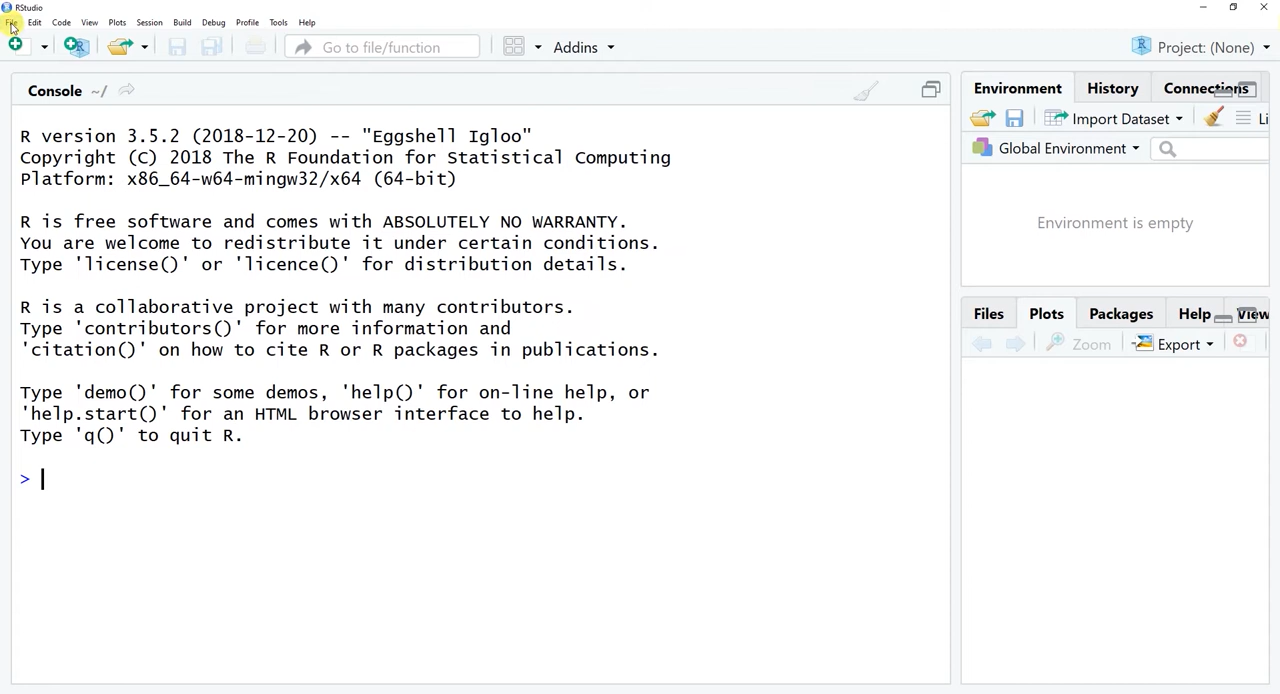 RStudio
File Edit Code View Plots Session Build Debug Profile Tools Help
Go to file/function Addins Project: (None)
Console ~/
R version 3.5.2 (2018-12-20) -- "Eggshell Igloo"
Copyright (C) 2018 The R Foundation for Statistical Computing
Platform: x86_64-w64-mingw32/x64 (64-bit)
R is free software and comes with ABSOLUTELY NO WARRANTY.
You are welcome to redistribute it under certain conditions.
Type 'license()' or 'licence()' for distribution details.
R is a collaborative project with many contributors.
Type 'contributors()' for more information and
'citation()' on how to cite R or R packages in publications.
Type 'demo()' for some demos, 'help()' for on-line help, or
'help.start()' for an HTML browser interface to help.
Type 'q()' to quit R.
>
Environment History Connections
Import Dataset Li
Global Environment
Environment is empty
Files Plots Packages Help View
Zoom Export